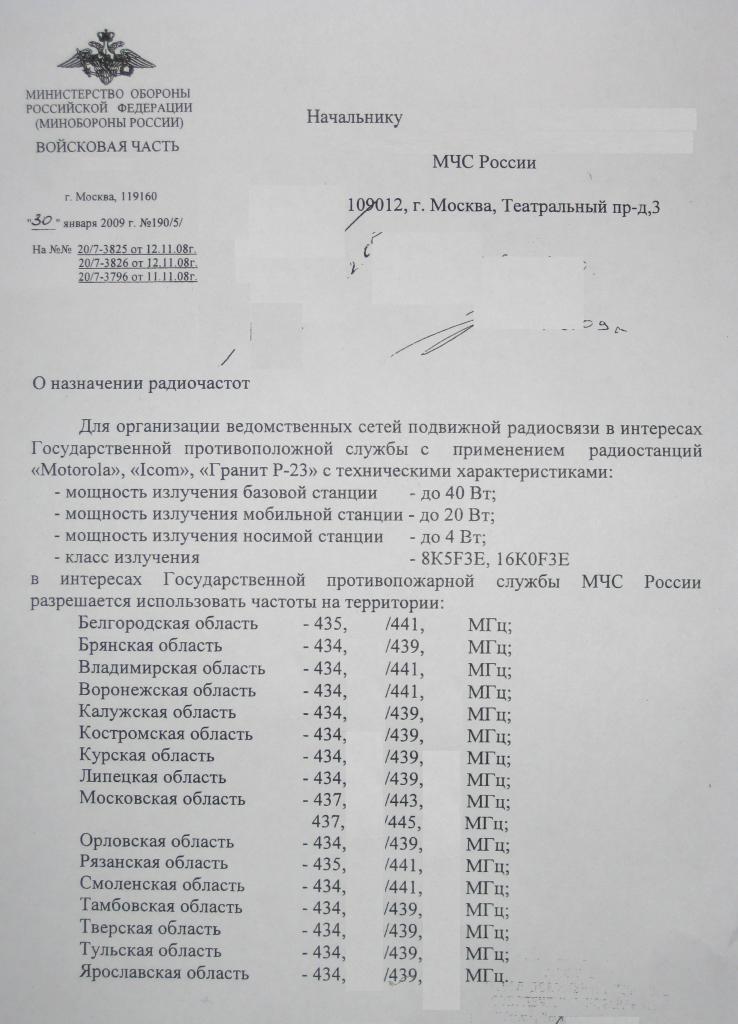 МИНИСТЕРСТВО ОБОРОНЫ
РОССИЙСКОЙ ФЕДЕРАЦИИ
(МИНОБОРОНЫ РОССИИ)
ВОЙСКОВАЯ ЧАСТЬ
г. Москва, 119160
"30" января 2009 г. №190/5/
На №№ 20/7-3825 от 12.11.08г.
20/7-3826 от 12.11.08г.
20/7-3796 от 11.11.08г.
Начальнику
МЧС России
109012, г. Москва, Театральный пр-д,3
О назначении радиочастот
Для организации ведомственных сетей подвижной радиосвязи в интересах
Государственной противоположной службы с применением радиостанций
«Motorola», «Icom», «Гранит Р-23» с техническими характеристиками:
- мощность излучения базовой станции - до 40 Вт;
- мощность излучения мобильной станции - до 20 Вт;
- мощность излучения носимой станции - до 4 Вт;
- класс излучения - 8K5F3E, 16K0F3E
в интересах Государственной противопожарной службы МЧС России
разрешается использовать частоты на территории:
Белгородская область - 435, /441, МГц;
Брянская область - 434, /439, МГц;
Владимирская область - 434, /441, МГц;
Воронежская область - 434, /441, МГц;
Калужская область - 434, /439, МГц;
Костромская область - 434, /439, МГц;
Курская область - 434, /439, МГц;
Липецкая область - 434, /439, МГц;
Московская область - 437, /443, МГц;
437, /445, МГц;
Орловская область - 434, /439, МГц;
Рязанская область - 435, /441, МГц;
Смоленская область - 434, /441, МГц;
Тамбовская область - 434, /439, МГц;
Тверская область - 434, /439, МГц;
Тульская область - 434, /439, МГц;
Ярославская область - 434, /439, МГц.